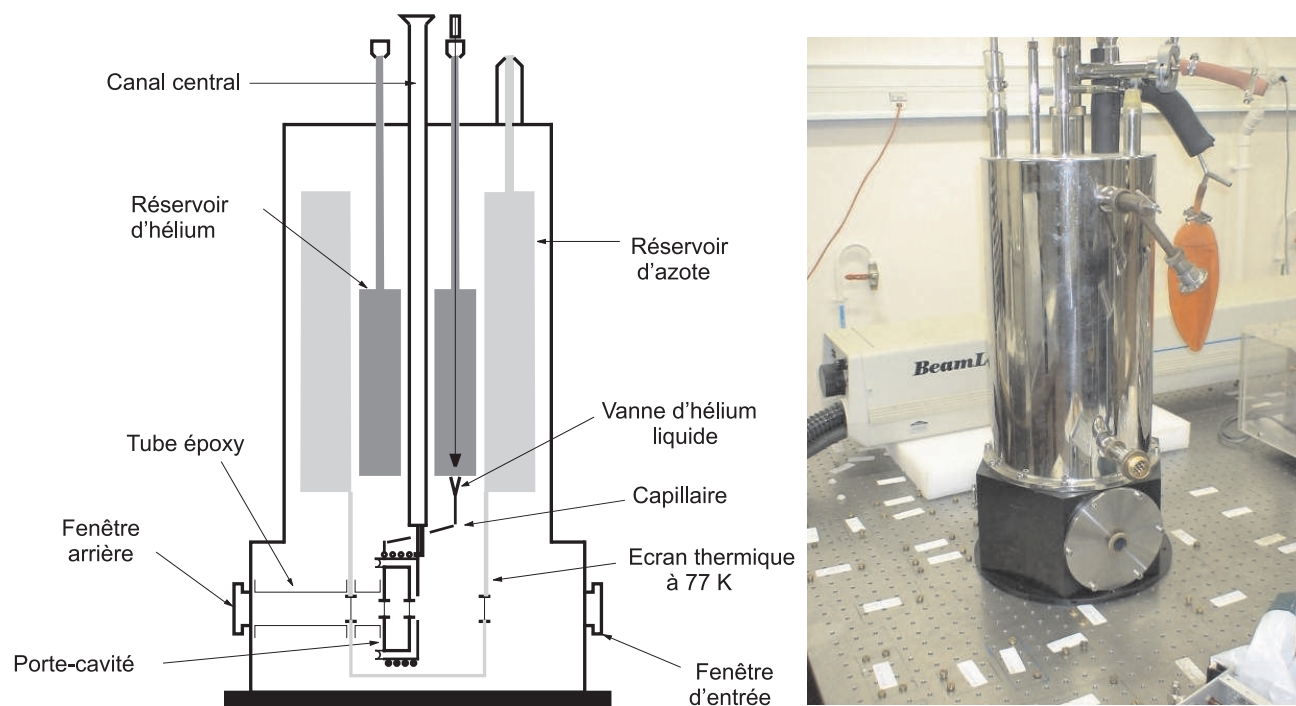 Canal central
Réservoir
d'hélium
Réservoir
d'azote
Vanne d'hélium
liquide
Tube époxy
Capillaire
Fenêtre
arrière
Ecran thermique
à 77 K
Porte-cavité
Fenêtre
d'entrée
BeamL